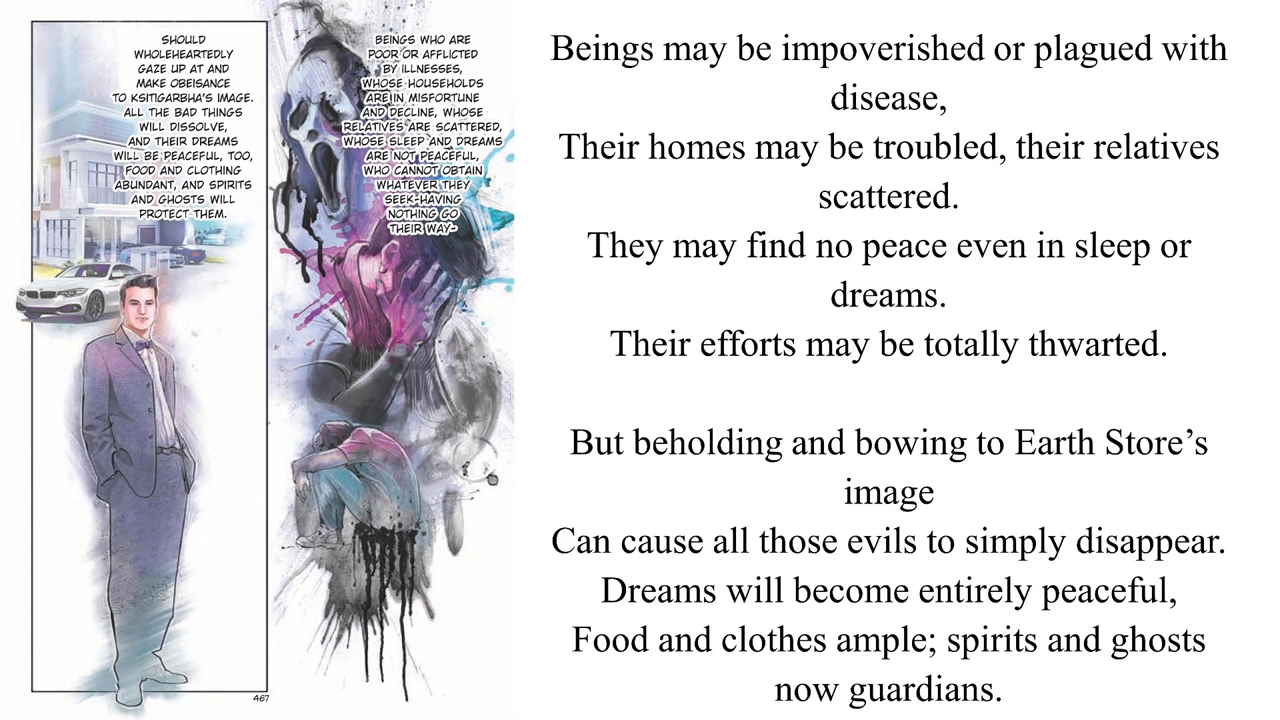 SHOULD
WHOLEHEARTEDLY
GAZE UP AT AND
MAKE OBEISANCE
TO KSITIGARBHA'S IMAGE.
ALL THE BAD THINGS
WILL DISSOLVE,
AND THEIR DREAMS
WILL BE PEACEFUL, TOO,
FOOD AND CLOTHING
ABUNDANT, AND SPIRITS
AND GHOSTS WILL
PROTECT THEM.
BEINGS WHO ARE
POOR OR AFFLICTED
BY ILLNESSES,
WHOSE HOUSEHOLDS
ARE IN MISFORTUNE
AND DECLINE, WHOSE
RELATIVES ARE SCATTERED,
WHOSE SLEEP AND DREAMS
ARE NOT PEACEFUL,
WHO CANNOT OBTAIN
WHATEVER THEY
SEEK-HAVING
NOTHING GO
THEIR WAY-
467
Beings may be impoverished or plagued with
disease,
Their homes may be troubled, their relatives
scattered.
They may find no peace even in sleep or
dreams.
Their efforts may be totally thwarted.
But beholding and bowing to Earth Store’s
image
Can cause all those evils to simply disappear.
Dreams will become entirely peaceful,
Food and clothes ample; spirits and ghosts
now guardians.